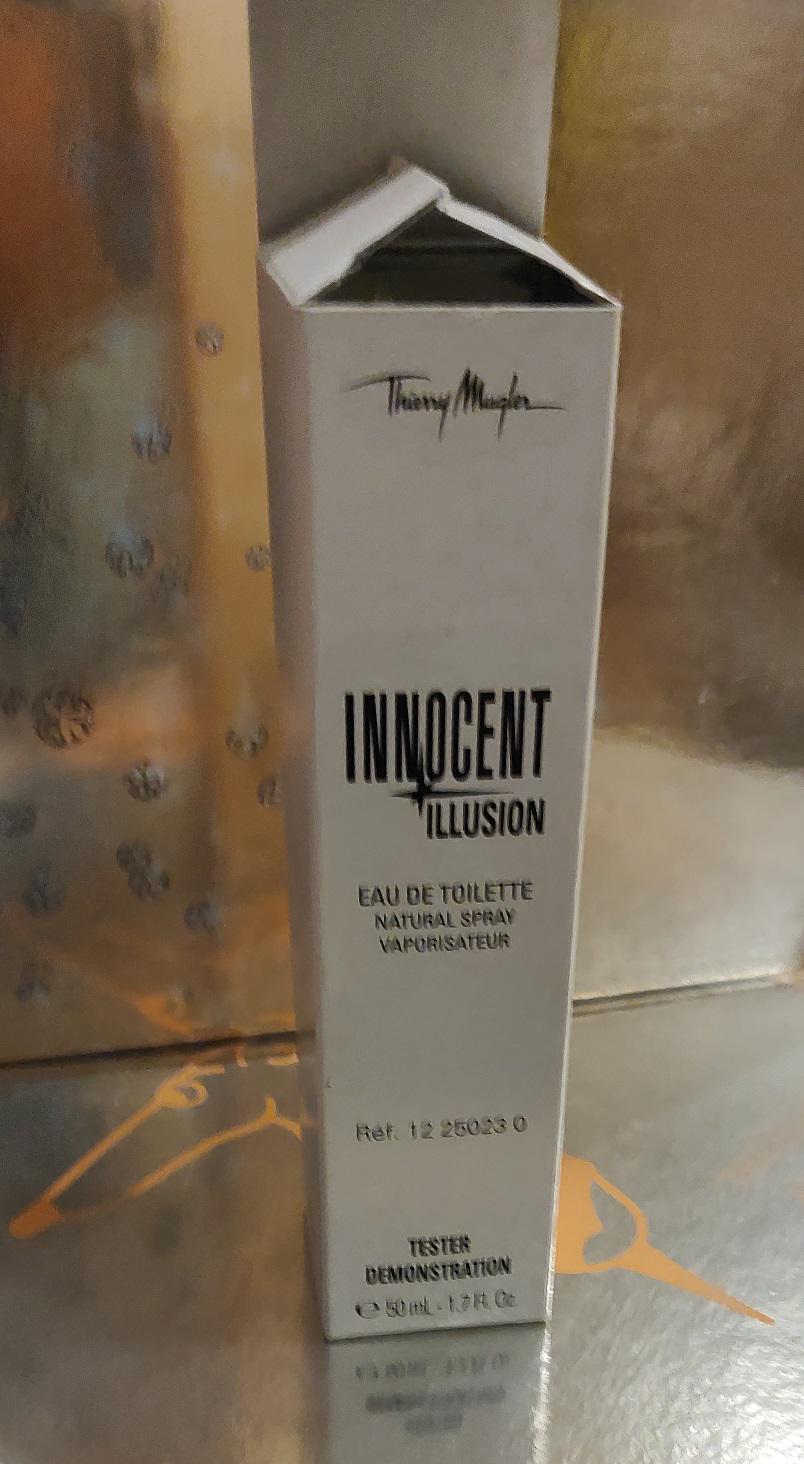 Thierry Mugler
INNOCENT
ILLUSION
EAU DE TOILETTE
NATURAL SPRAY
VAPORISATEUR
Réf. 12 25023 0
TESTER
DEMONSTRATION
℮ 50 mL - 1.7 Fl. Oz.